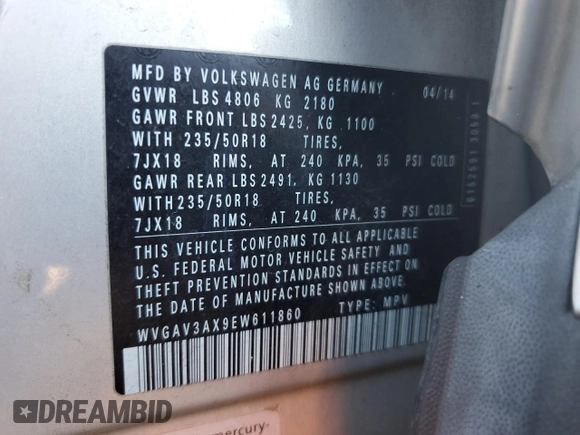 MFD BY VOLKSWAGEN AG GERMANY 04/14
GVWR LBS 4806 KG 2180
GAWR FRONT LBS 2425, KG 1100
WITH 235/50R18 TIRES,
7JX18 RIMS, AT 240 KPA, 35 PSI COLD
GAWR REAR LBS 2491, KG 1130
WITH 235/50R18 TIRES,
7JX18 RIMS, AT 240 KPA, 35 PSI COLD
THIS VEHICLE CONFORMS TO ALL APPLICABLE
U.S. FEDERAL MOTOR VEHICLE SAFETY AND
THEFT PREVENTION STANDARDS IN EFFECT ON
THE DATE OF MANUFACTURE SHOWN ABOVE.
WVGAV3AX9EW611860 TYPE: MPV
mercury.
DREAMBID